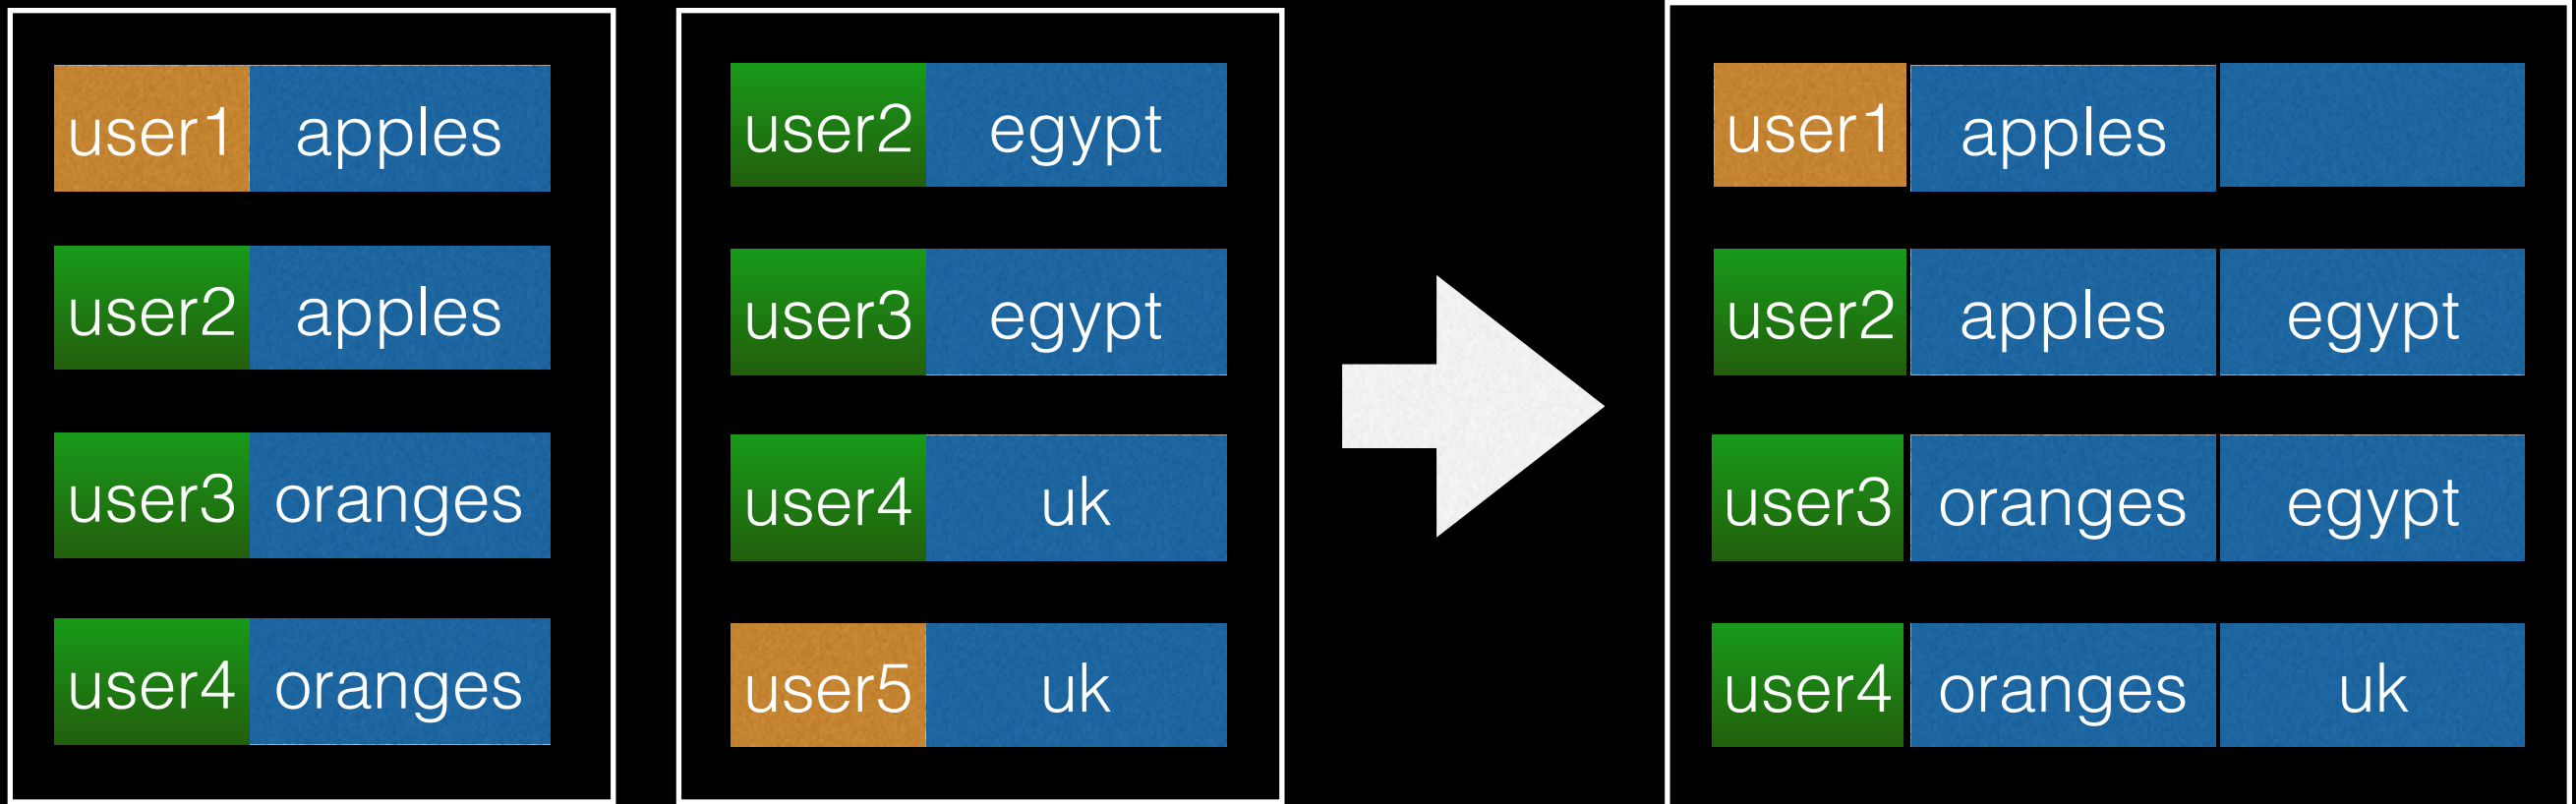 user1 apples
user2 apples
user3 oranges
user4 oranges
user2 egypt
user3 egypt
user4 uk
user5 uk
user1 apples
user2 apples egypt
user3 oranges egypt
user4 oranges uk